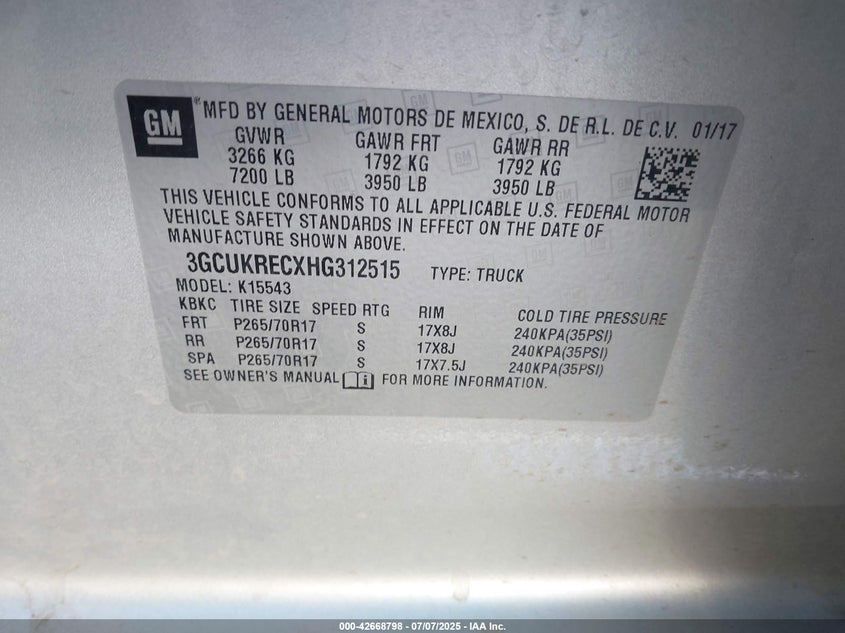 GM
MFD BY GENERAL MOTORS DE MEXICO, S. DE R.L. DE C.V. 01/17
GVWR GAWR FRT GAWR RR
3266 KG 1792 KG 1792 KG
7200 LB 3950 LB 3950 LB
THIS VEHICLE CONFORMS TO ALL APPLICABLE U.S. FEDERAL MOTOR
VEHICLE SAFETY STANDARDS IN EFFECT ON THE DATE OF
MANUFACTURE SHOWN ABOVE.
3GCUKRECXHG312515 TYPE: TRUCK
MODEL: K15543
KBKC TIRE SIZE SPEED RTG RIM COLD TIRE PRESSURE
FRT P265/70R17 S 17X8J 240KPA(35PSI)
RR P265/70R17 S 17X8J 240KPA(35PSI)
SPA P265/70R17 S 17X7.5J 240KPA(35PSI)
SEE OWNER'S MANUAL FOR MORE INFORMATION.
000-42668798 - 07/07/2025 - IAA Inc.